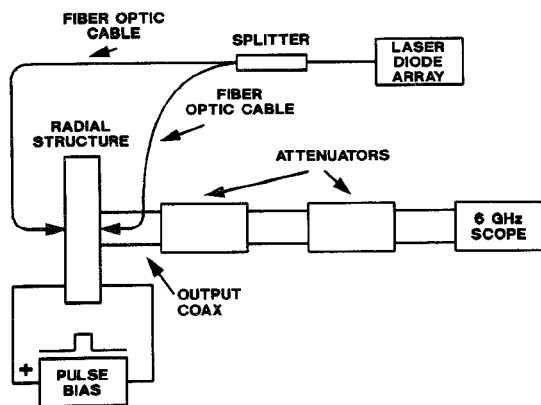 FIBER OPTIC
CABLE
SPLITTER
LASER
DIODE
ARRAY
FIBER
OPTIC CABLE
RADIAL
STRUCTURE
ATTENUATORS
6 GHz
SCOPE
OUTPUT
COAX
+
PULSE
BIAS